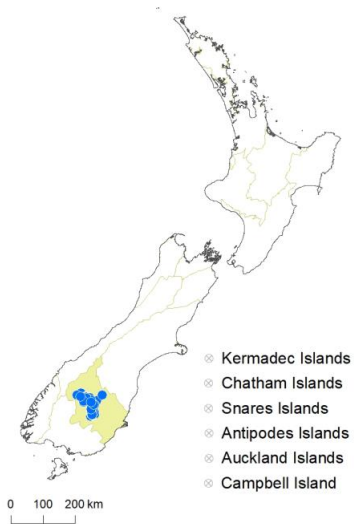 Kermadec Islands
Chatham Islands
Snares Islands
Antipodes Islands
Auckland Islands
Campbell Island
0 100 200 km